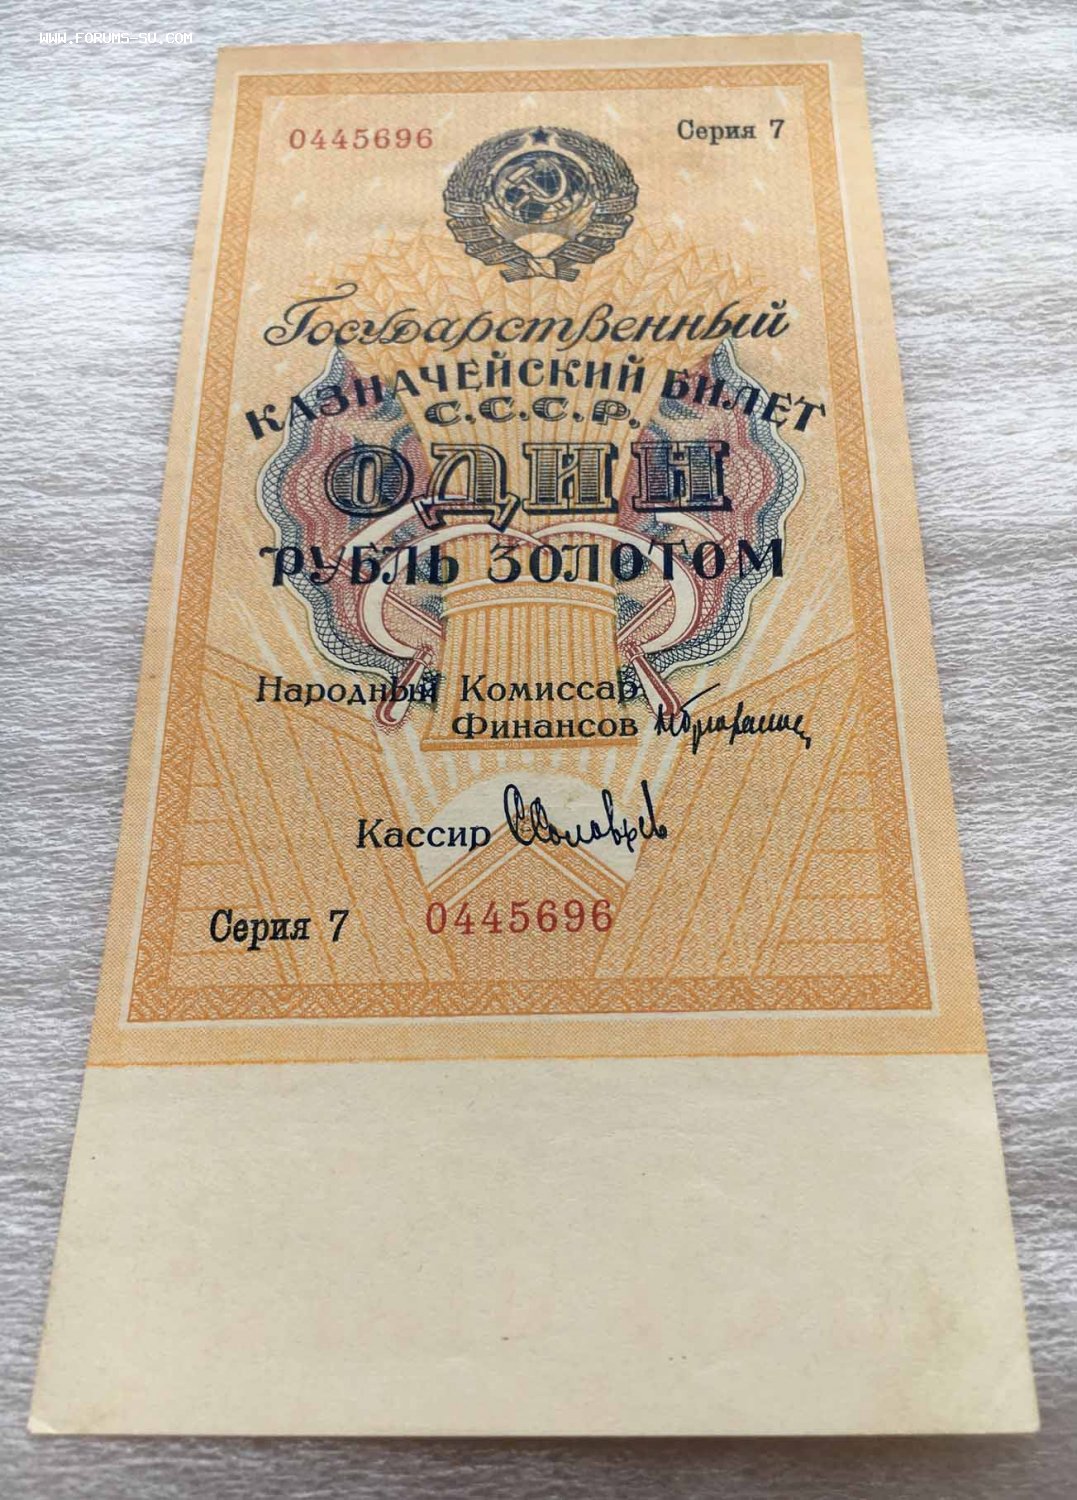 WWW.FORUMS-SU.COM
0445696 Серия 7
Государственный
КАЗНАЧЕЙСКИЙ БИЛЕТ
С.С.С.Р.
ОДИН
РУБЛЬ ЗОЛОТОМ
Народный Комиссар
Финансов
Кассир
Серия 7 0445696